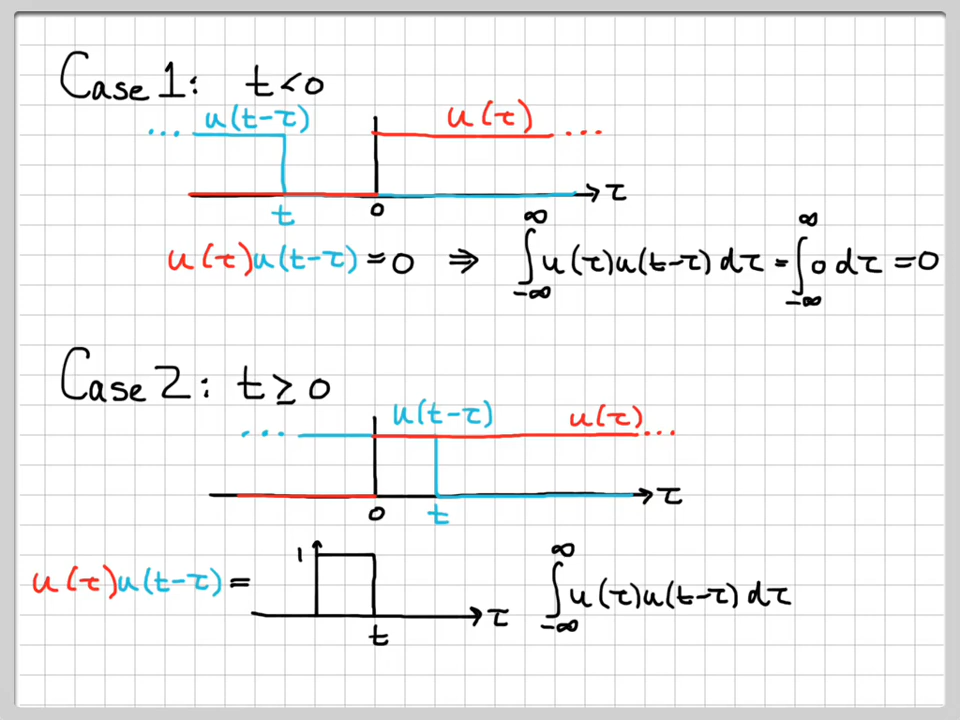 Case 1: t<0
... u(t-τ) u(τ) ...
t 0 τ
u(τ)u(t-τ) = 0 ⇒ ∫_{-∞}^{∞} u(τ)u(t-τ) dτ = ∫_{-∞}^{∞} 0 dτ = 0
Case 2: t ≥ 0
... u(t-τ) u(τ) ...
0 t τ
1
u(τ)u(t-τ) = τ ∫_{-∞}^{∞} u(τ)u(t-τ) dτ
t